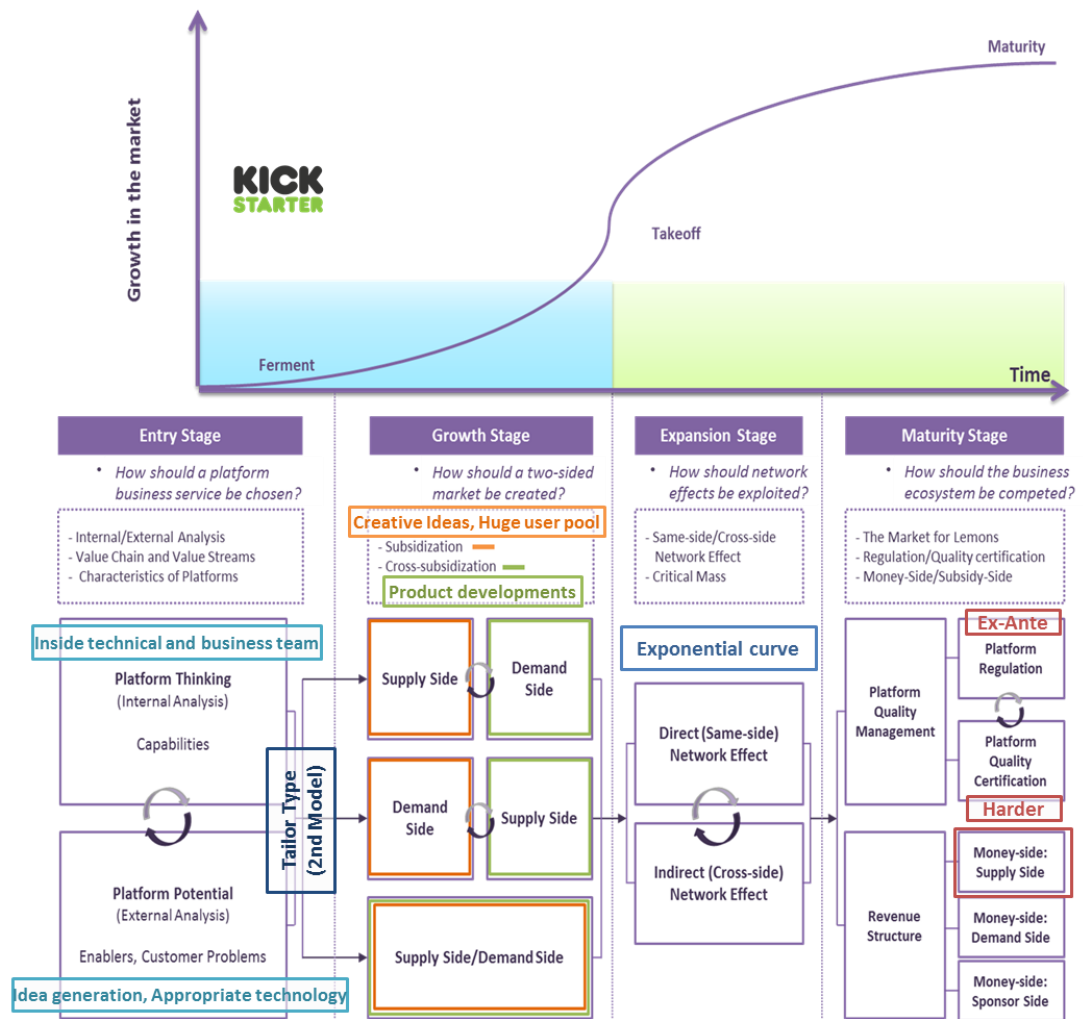 Growth in the market
KICK
STARTER
Maturity
Takeoff
Ferment
Time
Entry Stage
• How should a platform
business service be chosen?
- Internal/External Analysis
- Value Chain and Value Streams
- Characteristics of Platforms
Inside technical and business team
Platform Thinking
(Internal Analysis)
Capabilities
Platform Potential
(External Analysis)
Enablers, Customer Problems
Idea generation, Appropriate technology
Tailor Type
(2nd Model)
Growth Stage
• How should a two-sided
market be created?
Creative Ideas, Huge user pool
- Subsidization
- Cross-subsidization
Product developments
Supply Side
Demand
Side
Demand
Side
Supply Side
Supply Side/Demand Side
Expansion Stage
• How should network
effects be exploited?
- Same-side/Cross-side
Network Effect
- Critical Mass
Exponential curve
Direct (Same-side)
Network Effect
Indirect (Cross-side)
Network Effect
Maturity Stage
• How should the business
ecosystem be competed?
- The Market for Lemons
- Regulation/Quality certification
- Money-Side/Subsidy-Side
Platform
Quality
Management
Ex-Ante
Platform
Regulation
Platform
Quality
Certification
Harder
Revenue
Structure
Money-side:
Supply Side
Money-side:
Demand Side
Money-side:
Sponsor Side